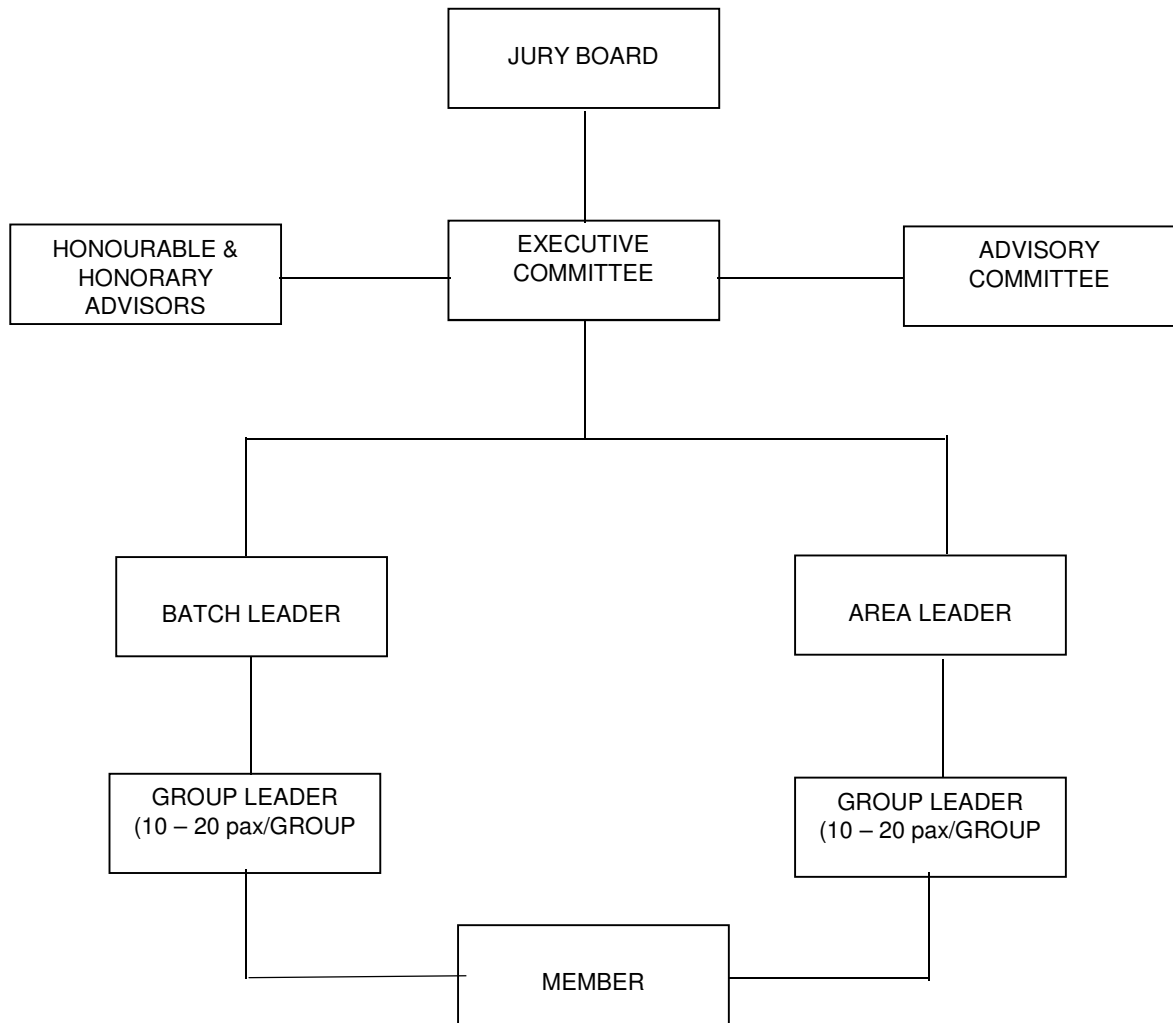 JURY BOARD
HONOURABLE &
HONORARY
ADVISORS
EXECUTIVE
COMMITTEE
ADVISORY
COMMITTEE
BATCH LEADER
AREA LEADER
GROUP LEADER
(10 – 20 pax/GROUP
GROUP LEADER
(10 – 20 pax/GROUP
MEMBER